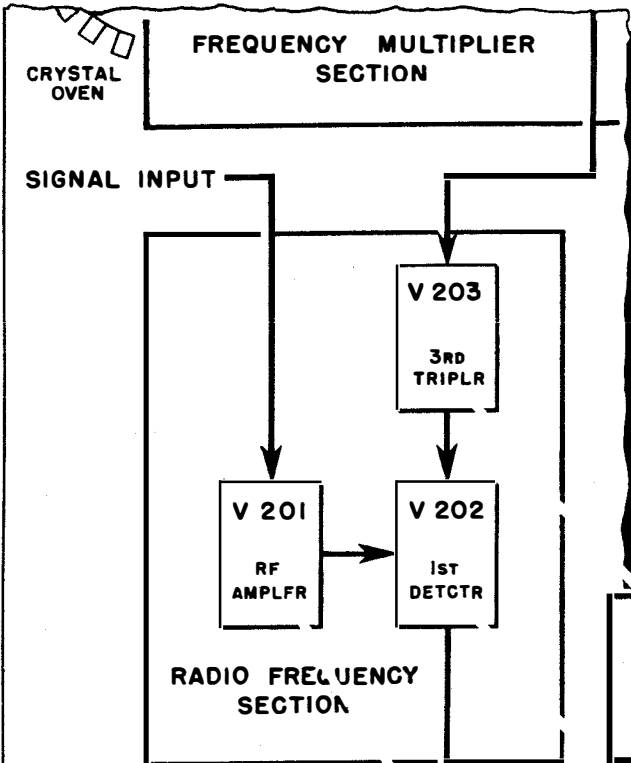 FREQUENCY MULTIPLIER
SECTION
CRYSTAL
OVEN
SIGNAL INPUT
V 203
3RD
TRIPLR
V 201
RF
AMPLFR
V 202
1ST
DETCTR
RADIO FREQUENCY
SECTION